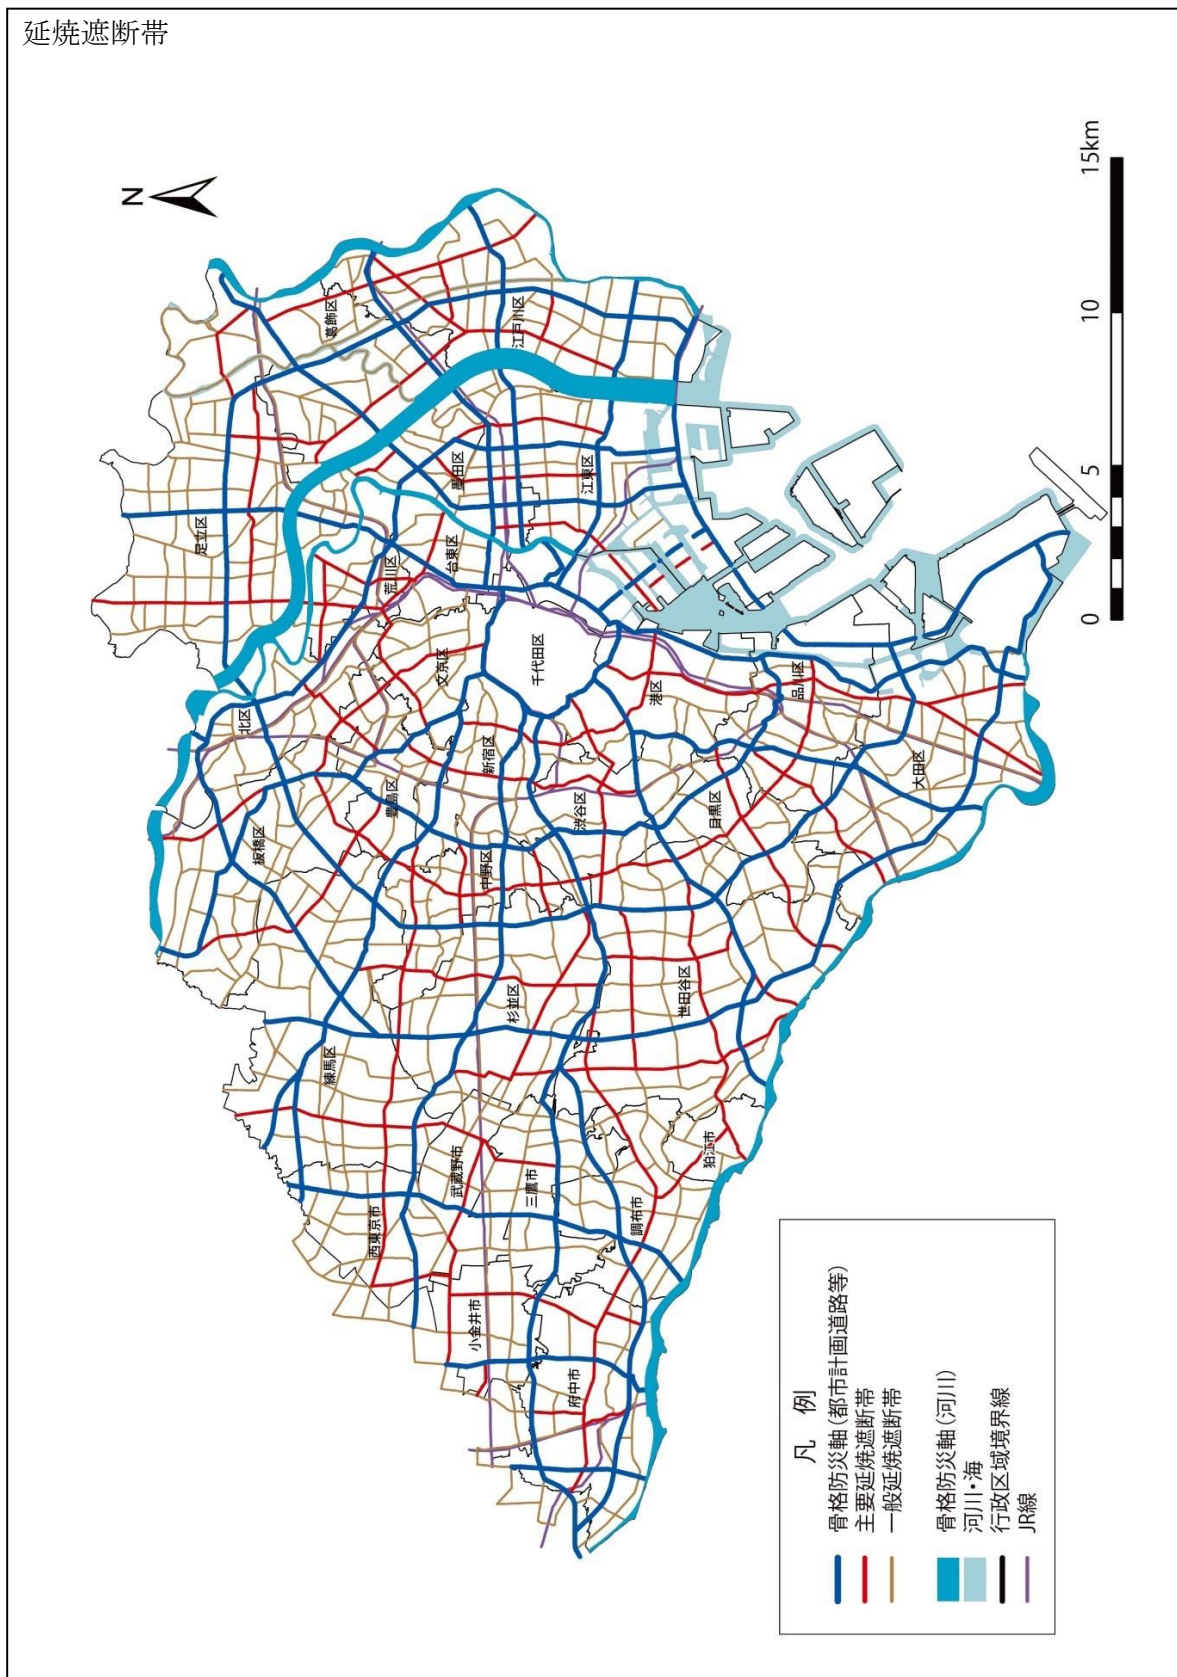 延焼遮断帯
N
足立区
葛飾区
北区
荒川区
板橋区
台東区
墨田区
江戸川区
練馬区
豊島区
文京区
西東京市
武蔵野市
中野区
新宿区
千代田区
江東区
小金井市
三鷹市
杉並区
渋谷区
府中市
調布市
世田谷区
目黒区
港区
狛江市
品川区
大田区
0
5
10
15km
凡 例
骨格防災軸(都市計画道路等)
主要延焼遮断帯
一般延焼遮断帯
骨格防災軸(河川)
河川・海
行政区域境界線
JR線